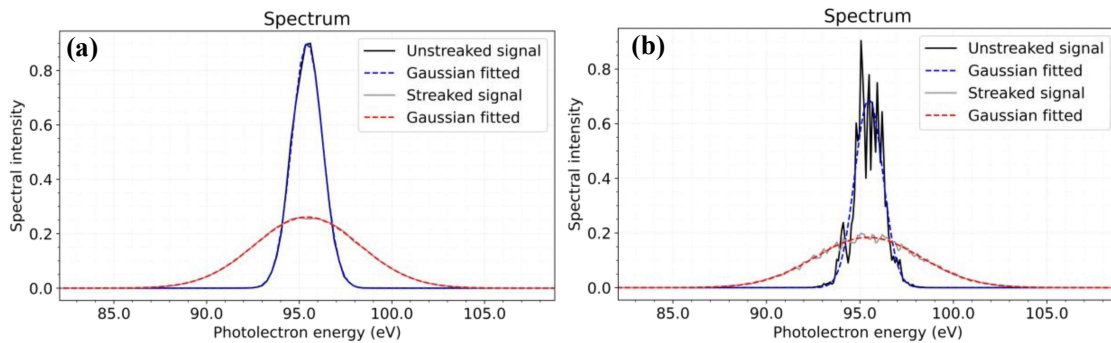 Spectrum
(a)
Unstreaked signal
Gaussian fitted
Streaked signal
Gaussian fitted
Spectral intensity
0.8
0.6
0.4
0.2
0.0
85.0 90.0 95.0 100.0 105.0
Photolectron energy (eV)
Spectrum
(b)
Unstreaked signal
Gaussian fitted
Streaked signal
Gaussian fitted
Spectral intensity
0.8
0.6
0.4
0.2
0.0
85.0 90.0 95.0 100.0 105.0
Photolectron energy (eV)